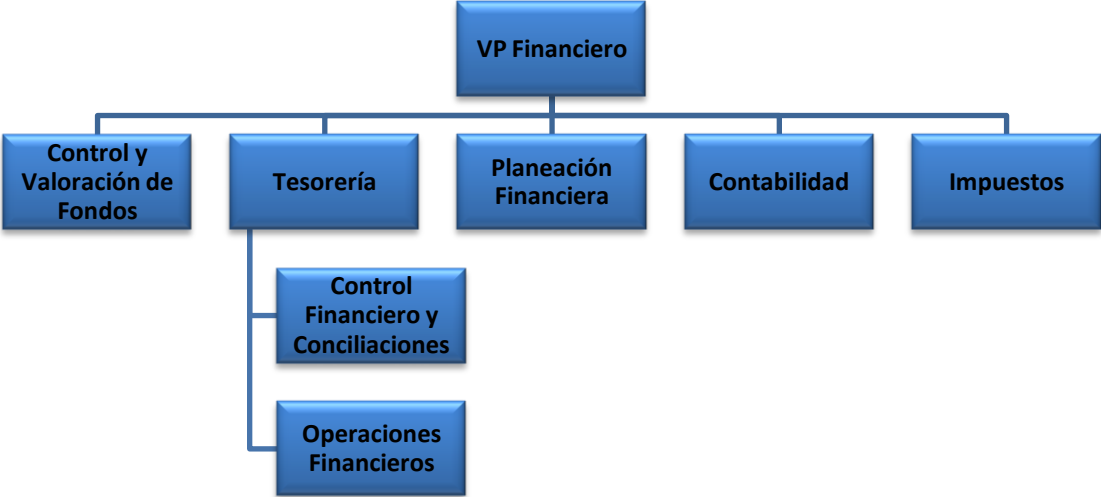 VP Financiero
Control y
Valoración de
Fondos
Tesorería
Planeación
Financiera
Contabilidad
Impuestos
Control
Financiero y
Conciliaciones
Operaciones
Financieros